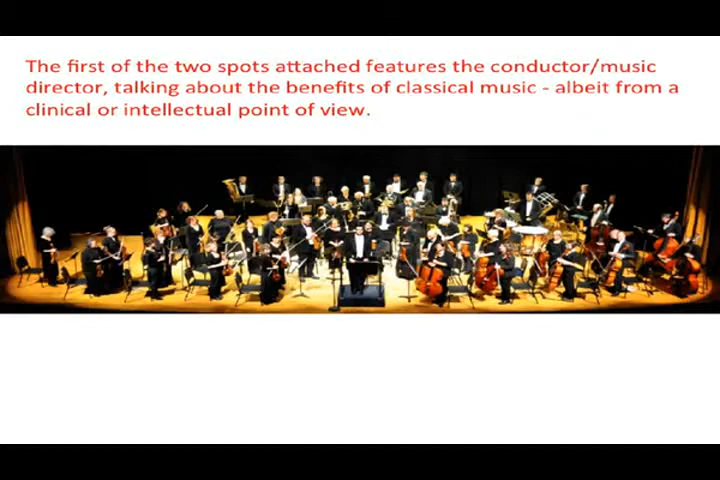 The first of the two spots attached features the conductor/music
director, talking about the benefits of classical music - albeit from a
clinical or intellectual point of view.